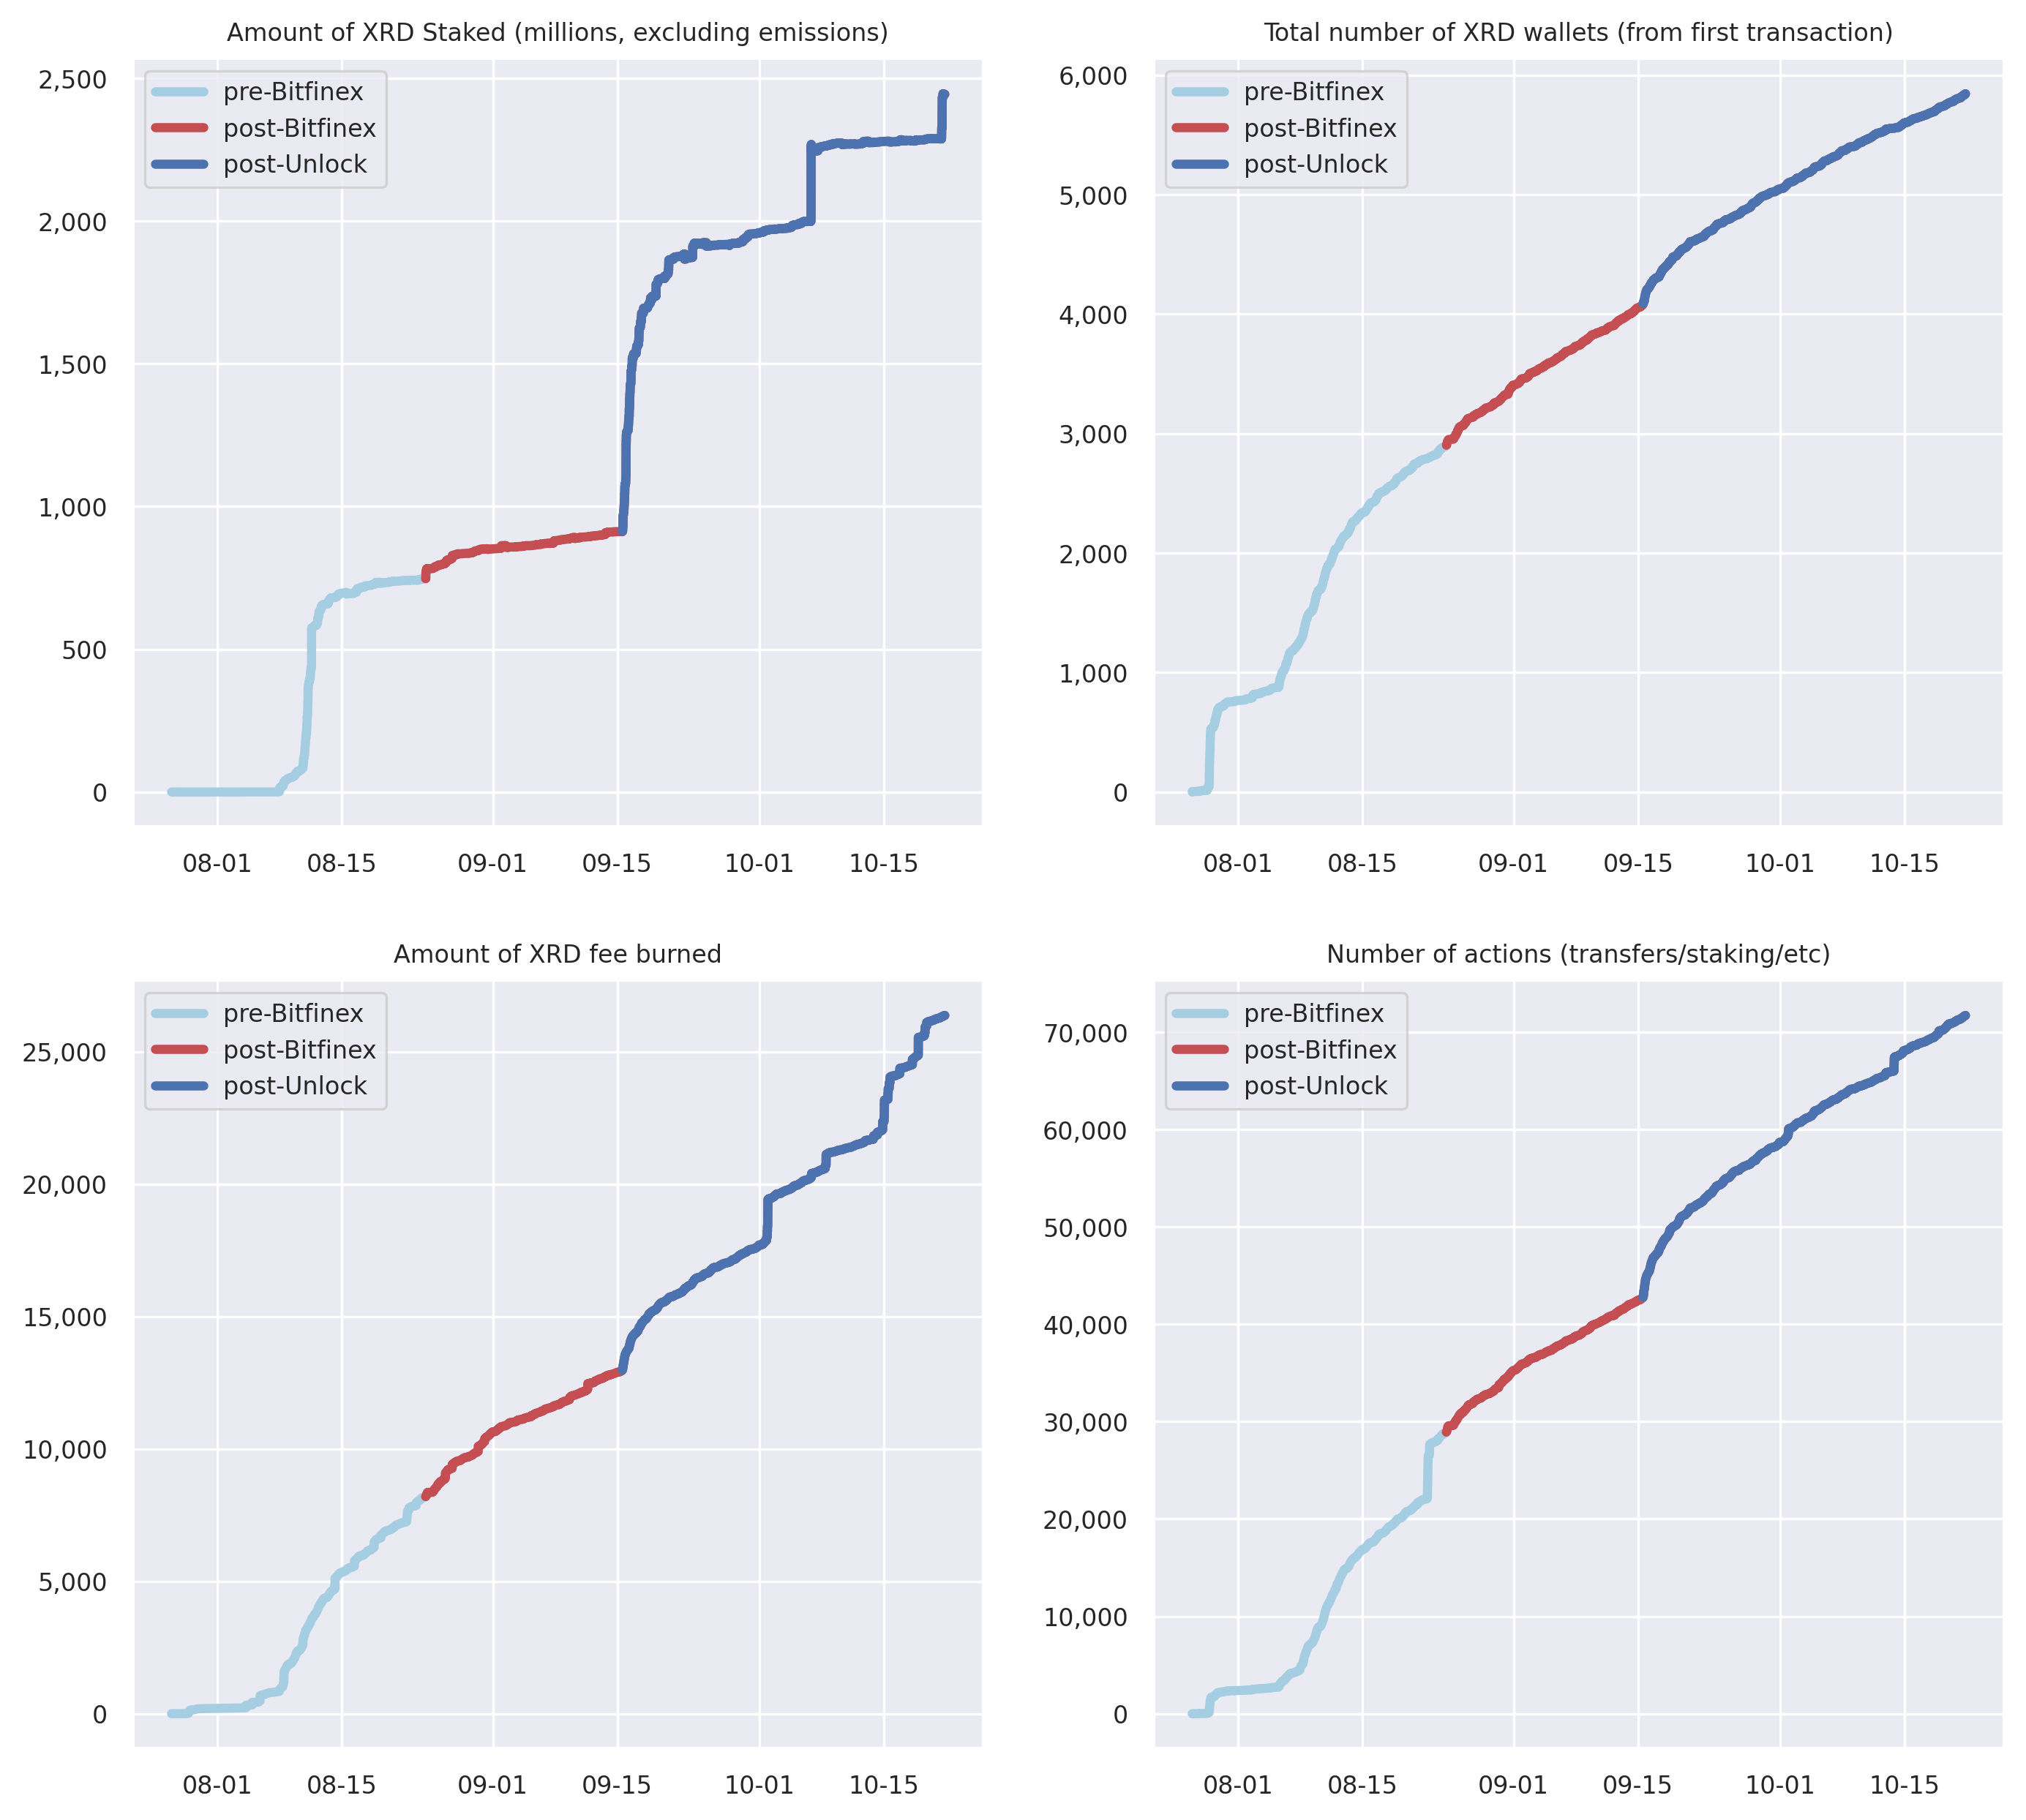 Amount of XRD Staked (millions, excluding emissions)
2,500
2,000
1,500
1,000
500
0
pre-Bitfinex
post-Bitfinex
post-Unlock
08-01 08-15 09-01 09-15 10-01 10-15
Total number of XRD wallets (from first transaction)
6,000
5,000
4,000
3,000
2,000
1,000
0
pre-Bitfinex
post-Bitfinex
post-Unlock
08-01 08-15 09-01 09-15 10-01 10-15
Amount of XRD fee burned
25,000
20,000
15,000
10,000
5,000
0
pre-Bitfinex
post-Bitfinex
post-Unlock
08-01 08-15 09-01 09-15 10-01 10-15
Number of actions (transfers/staking/etc)
70,000
60,000
50,000
40,000
30,000
20,000
10,000
0
pre-Bitfinex
post-Bitfinex
post-Unlock
08-01 08-15 09-01 09-15 10-01 10-15